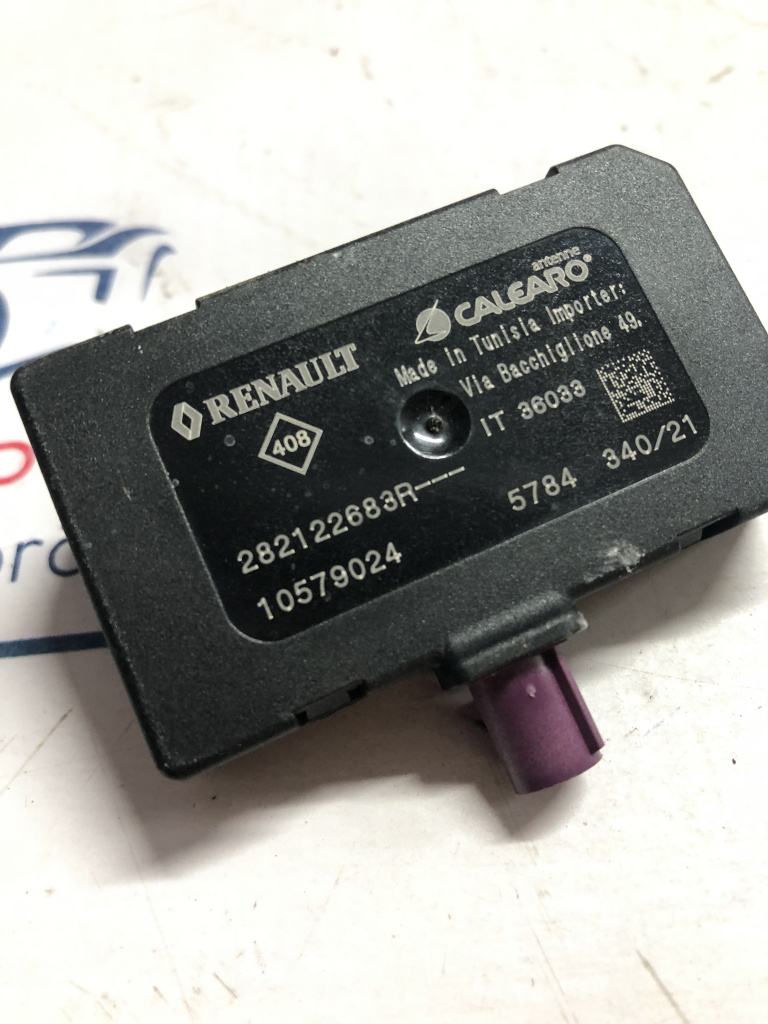 antenne
CALEARO®
RENAULT
Made In Tunisia Importer:
Via Bacchiglione 49.
IT 36033
408
282122683R---
5784 340/21
10579024